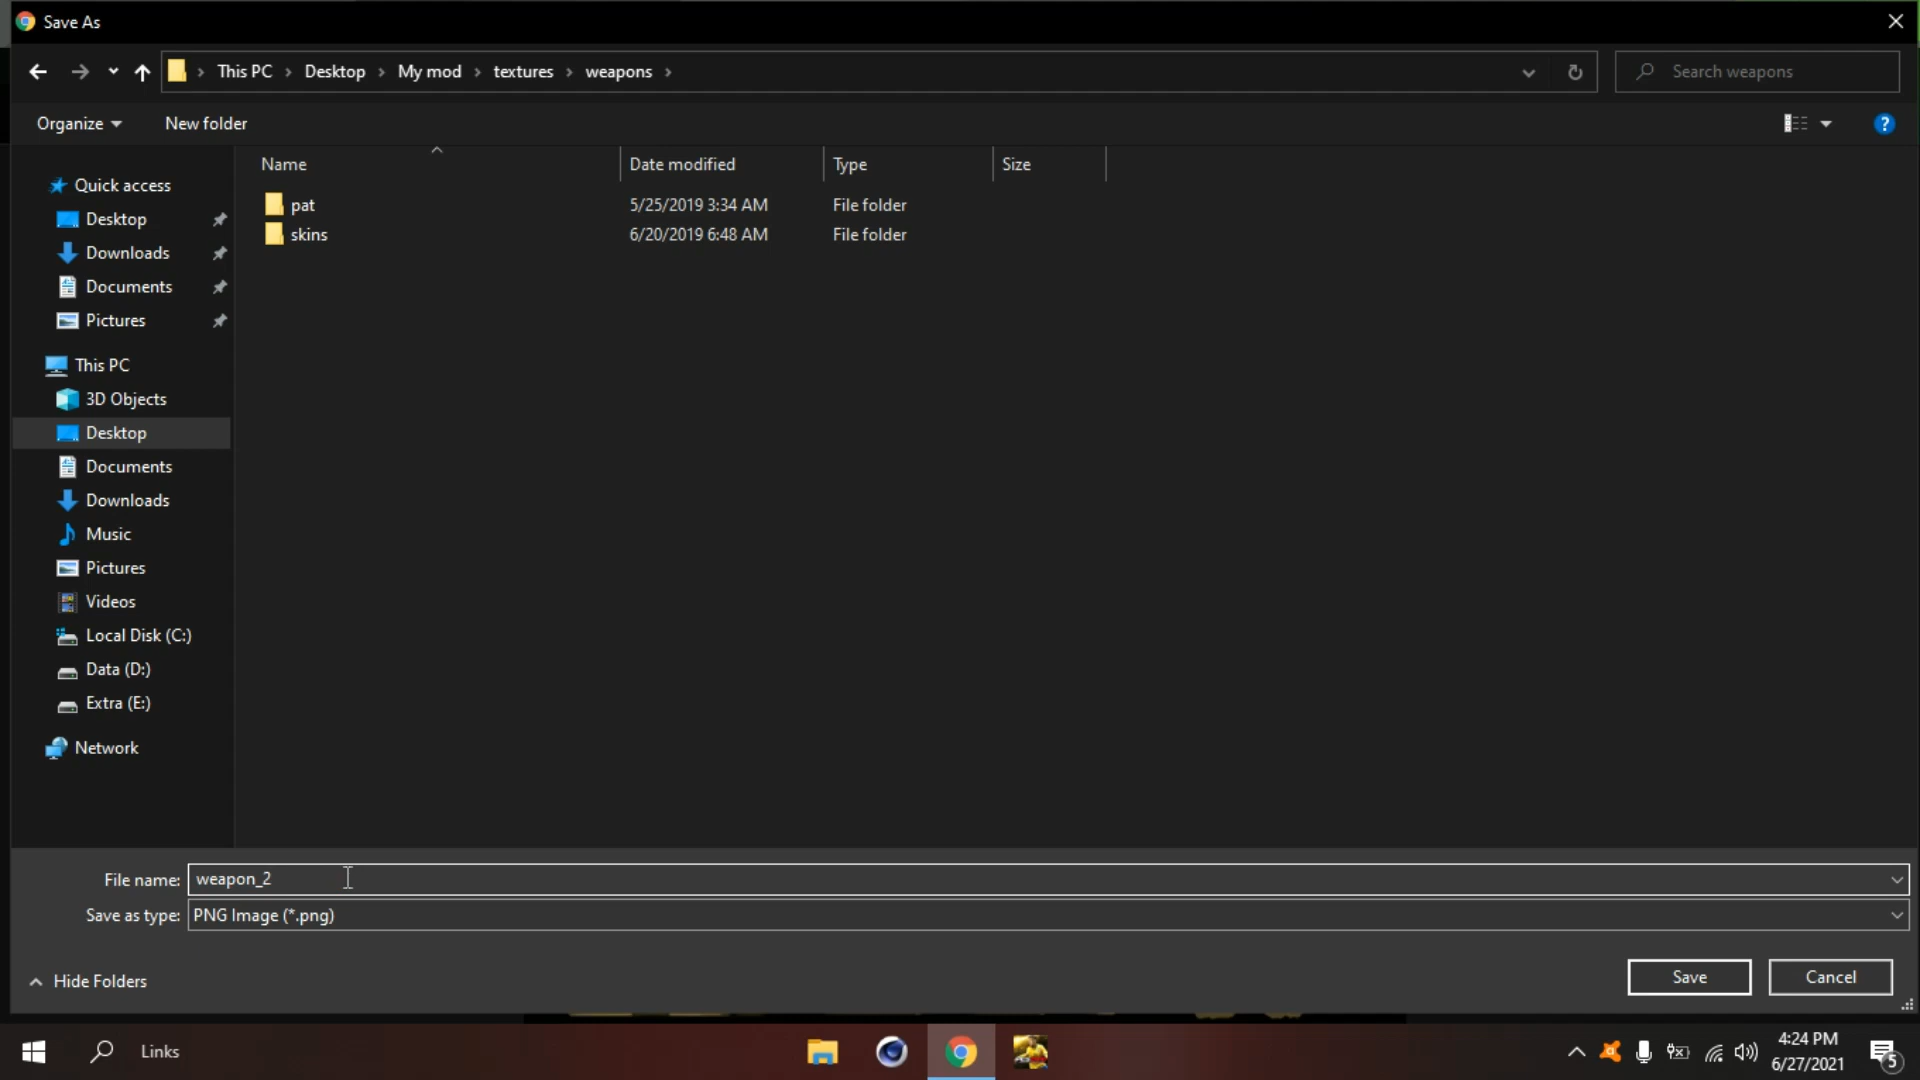 Save As
This PC > Desktop > My mod > textures > weapons >
Search weapons
Organize
New folder
?
Name
Date modified
Type
Size
pat
5/25/2019 3:34 AM
File folder
skins
6/20/2019 6:48 AM
File folder
Quick access
Desktop
Downloads
Documents
Pictures
This PC
3D Objects
Desktop
Documents
Downloads
Music
Pictures
Videos
Local Disk (C:)
Data (D:)
Extra (E:)
Network
File name: weapon_2
Save as type: PNG Image (*.png)
Hide Folders
Save
Cancel
Links
4:24 PM
6/27/2021
5